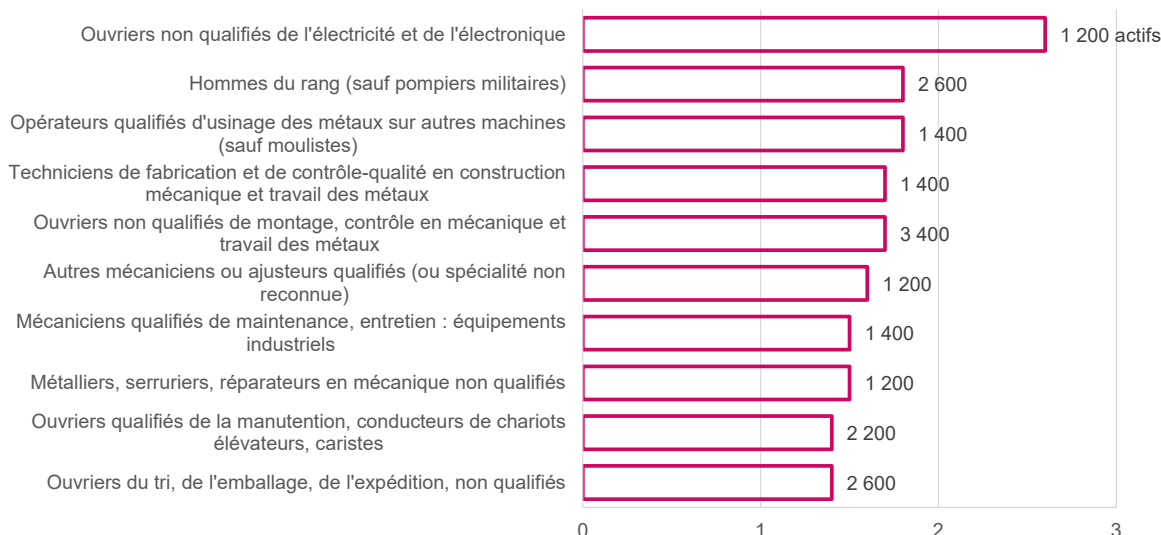 Ouvriers non qualifiés de l'électricité et de l'électronique
1 200 actifs
Hommes du rang (sauf pompiers militaires)
2 600
Opérateurs qualifiés d'usinage des métaux sur autres machines
(sauf moulistes)
1 400
Techniciens de fabrication et de contrôle-qualité en construction
mécanique et travail des métaux
1 400
Ouvriers non qualifiés de montage, contrôle en mécanique et
travail des métaux
3 400
Autres mécaniciens ou ajusteurs qualifiés (ou spécialité non
reconnue)
1 200
Mécaniciens qualifiés de maintenance, entretien : équipements
industriels
1 400
Métalliers, serruriers, réparateurs en mécanique non qualifiés
1 200
Ouvriers qualifiés de la manutention, conducteurs de chariots
élévateurs, caristes
2 200
Ouvriers du tri, de l'emballage, de l'expédition, non qualifiés
2 600
0 1 2 3